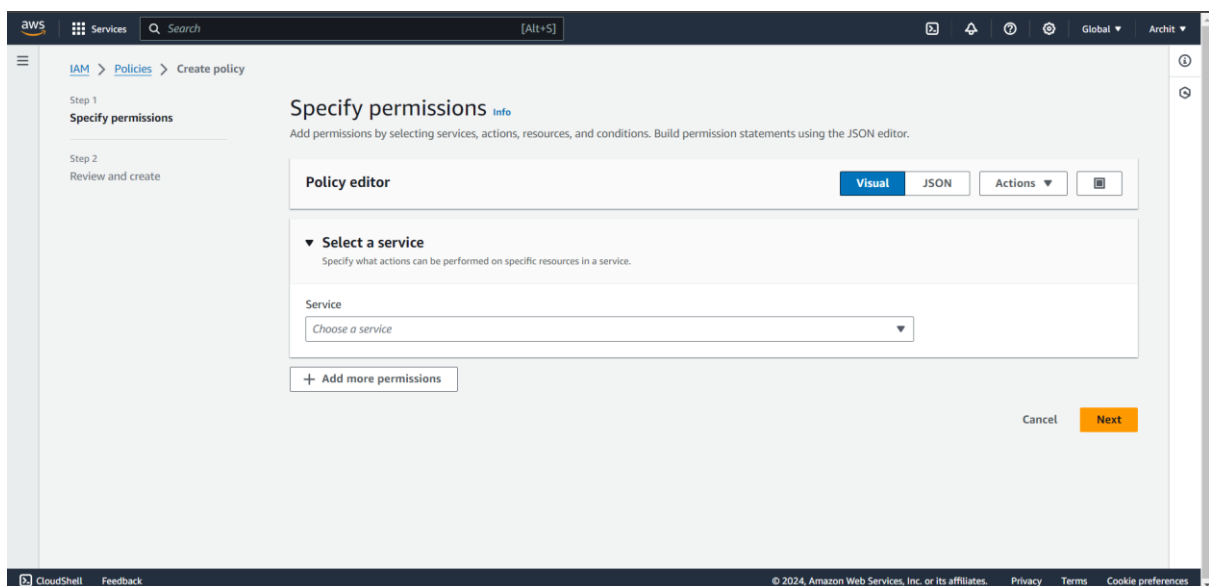 aws
Services
Search
[Alt+S]
Global
Archit
IAM > Policies > Create policy
Step 1
Specify permissions
Step 2
Review and create
Specify permissions Info
Add permissions by selecting services, actions, resources, and conditions. Build permission statements using the JSON editor.
Policy editor
Visual
JSON
Actions
Select a service
Specify what actions can be performed on specific resources in a service.
Service
Choose a service
+ Add more permissions
Cancel
Next
CloudShell
Feedback
© 2024, Amazon Web Services, Inc. or its affiliates.
Privacy
Terms
Cookie preferences